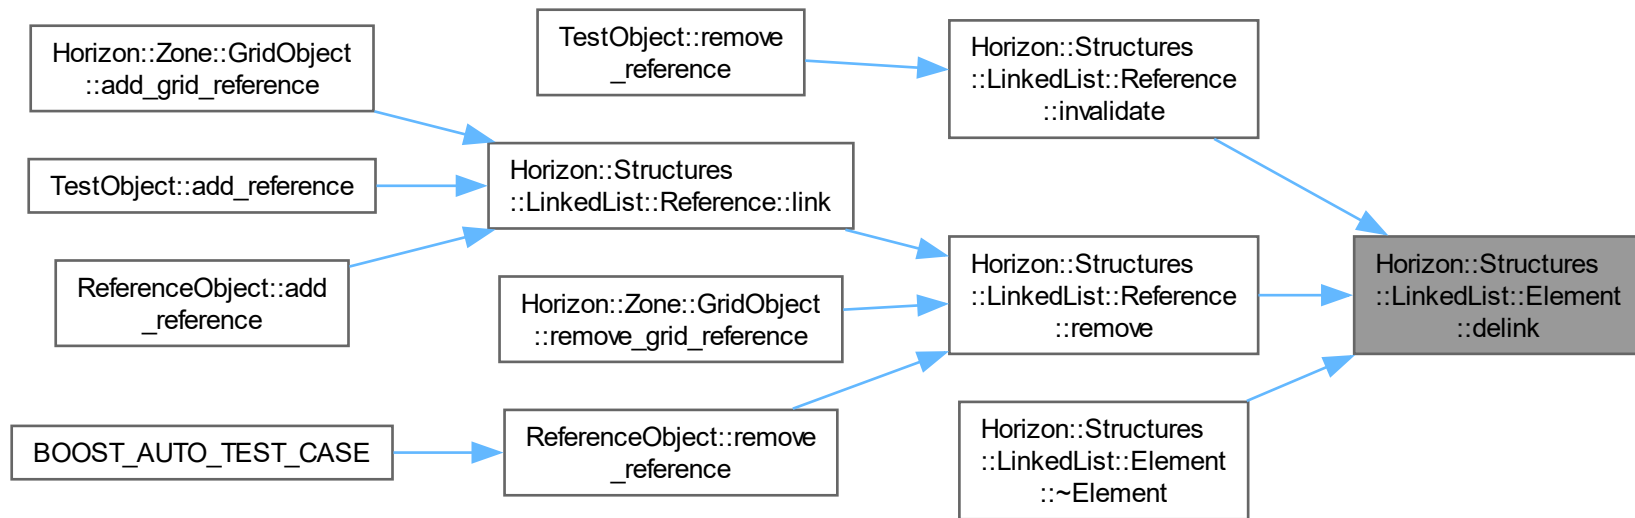 Horizon::Zone::GridObject
::add_grid_reference
TestObject::add_reference
ReferenceObject::add
_reference
BOOST_AUTO_TEST_CASE
TestObject::remove
_reference
Horizon::Structures
::LinkedList::Reference::link
Horizon::Zone::GridObject
::remove_grid_reference
ReferenceObject::remove
_reference
Horizon::Structures
::LinkedList::Reference
::invalidate
Horizon::Structures
::LinkedList::Reference
::remove
Horizon::Structures
::LinkedList::Element
::~Element
Horizon::Structures
::LinkedList::Element
::delink